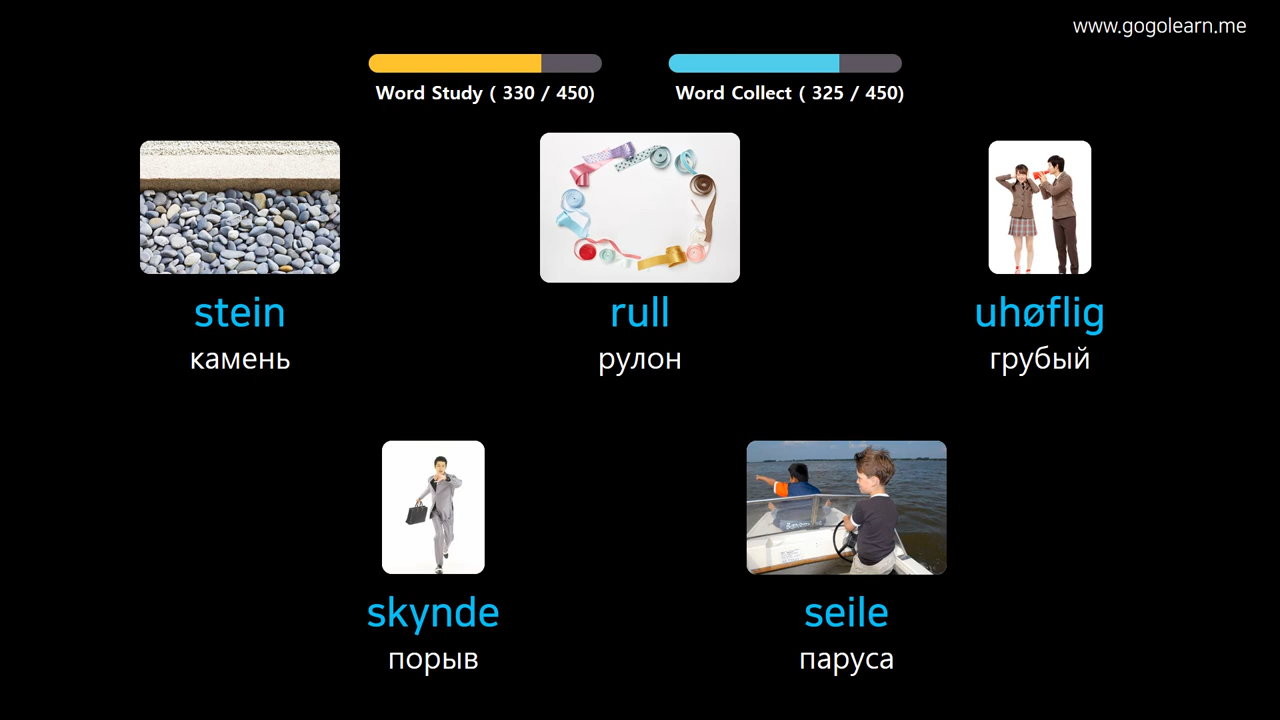 www.gogolearn.me
Word Study ( 330 / 450)
Word Collect ( 325 / 450)
stein
камень
rull
рулон
uhøflig
грубый
skynde
порыв
seile
паруса